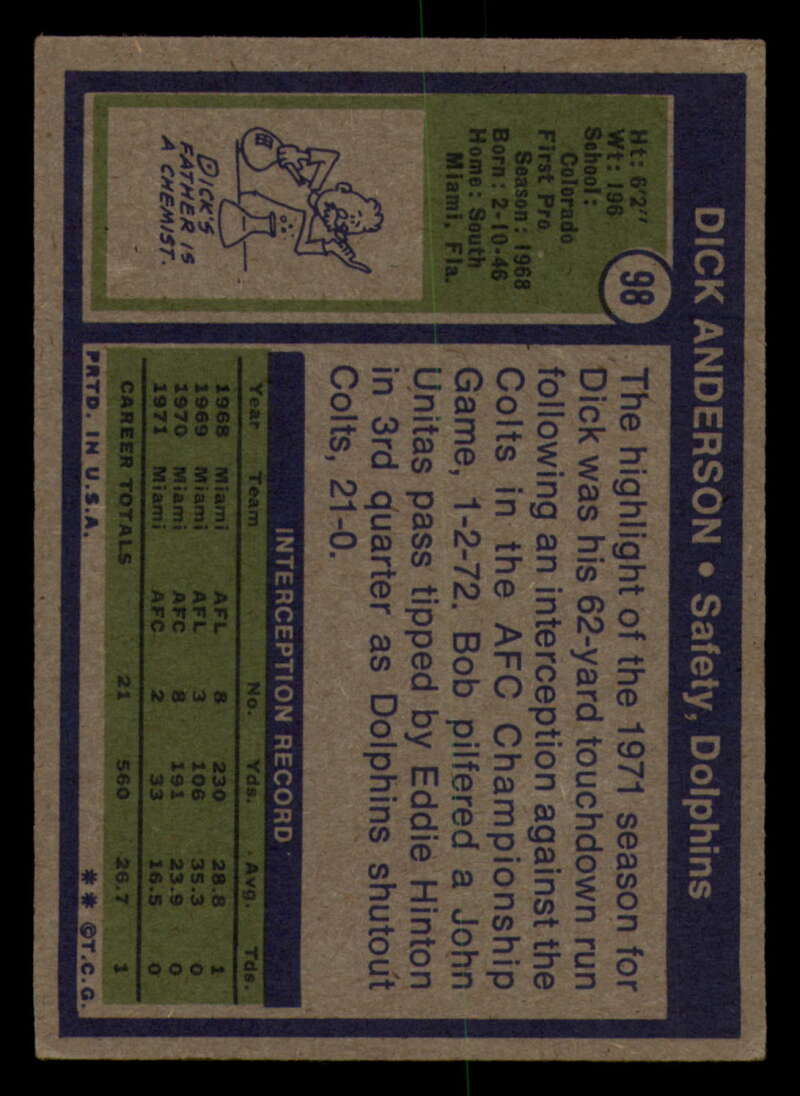 DICK ANDERSON • Safety, Dolphins
98
Ht: 6'2"
Wt: 196
School:
Colorado
First Pro
Season: 1968
Born: 2-10-46
Home: South
Miami, Fla.
DICK'S
FATHER IS
A CHEMIST.
The highlight of the 1971 season for
Dick was his 62-yard touchdown run
following an interception against the
Colts in the AFC Championship
Game, 1-2-72. Bob pilfered a John
Unitas pass tipped by Eddie Hinton
in 3rd quarter as Dolphins shutout
Colts, 21-0.
INTERCEPTION RECORD
Year Team No. Yds. Avg. Tds.
1968 Miami AFL 8 230 28.8 1
1969 Miami AFL 3 106 35.3 0
1970 Miami AFC 8 191 23.9 0
1971 Miami AFC 2 33 16.5 0
CAREER TOTALS 21 560 26.7 1
PRTD. IN U.S.A. ** ©T.C.G.